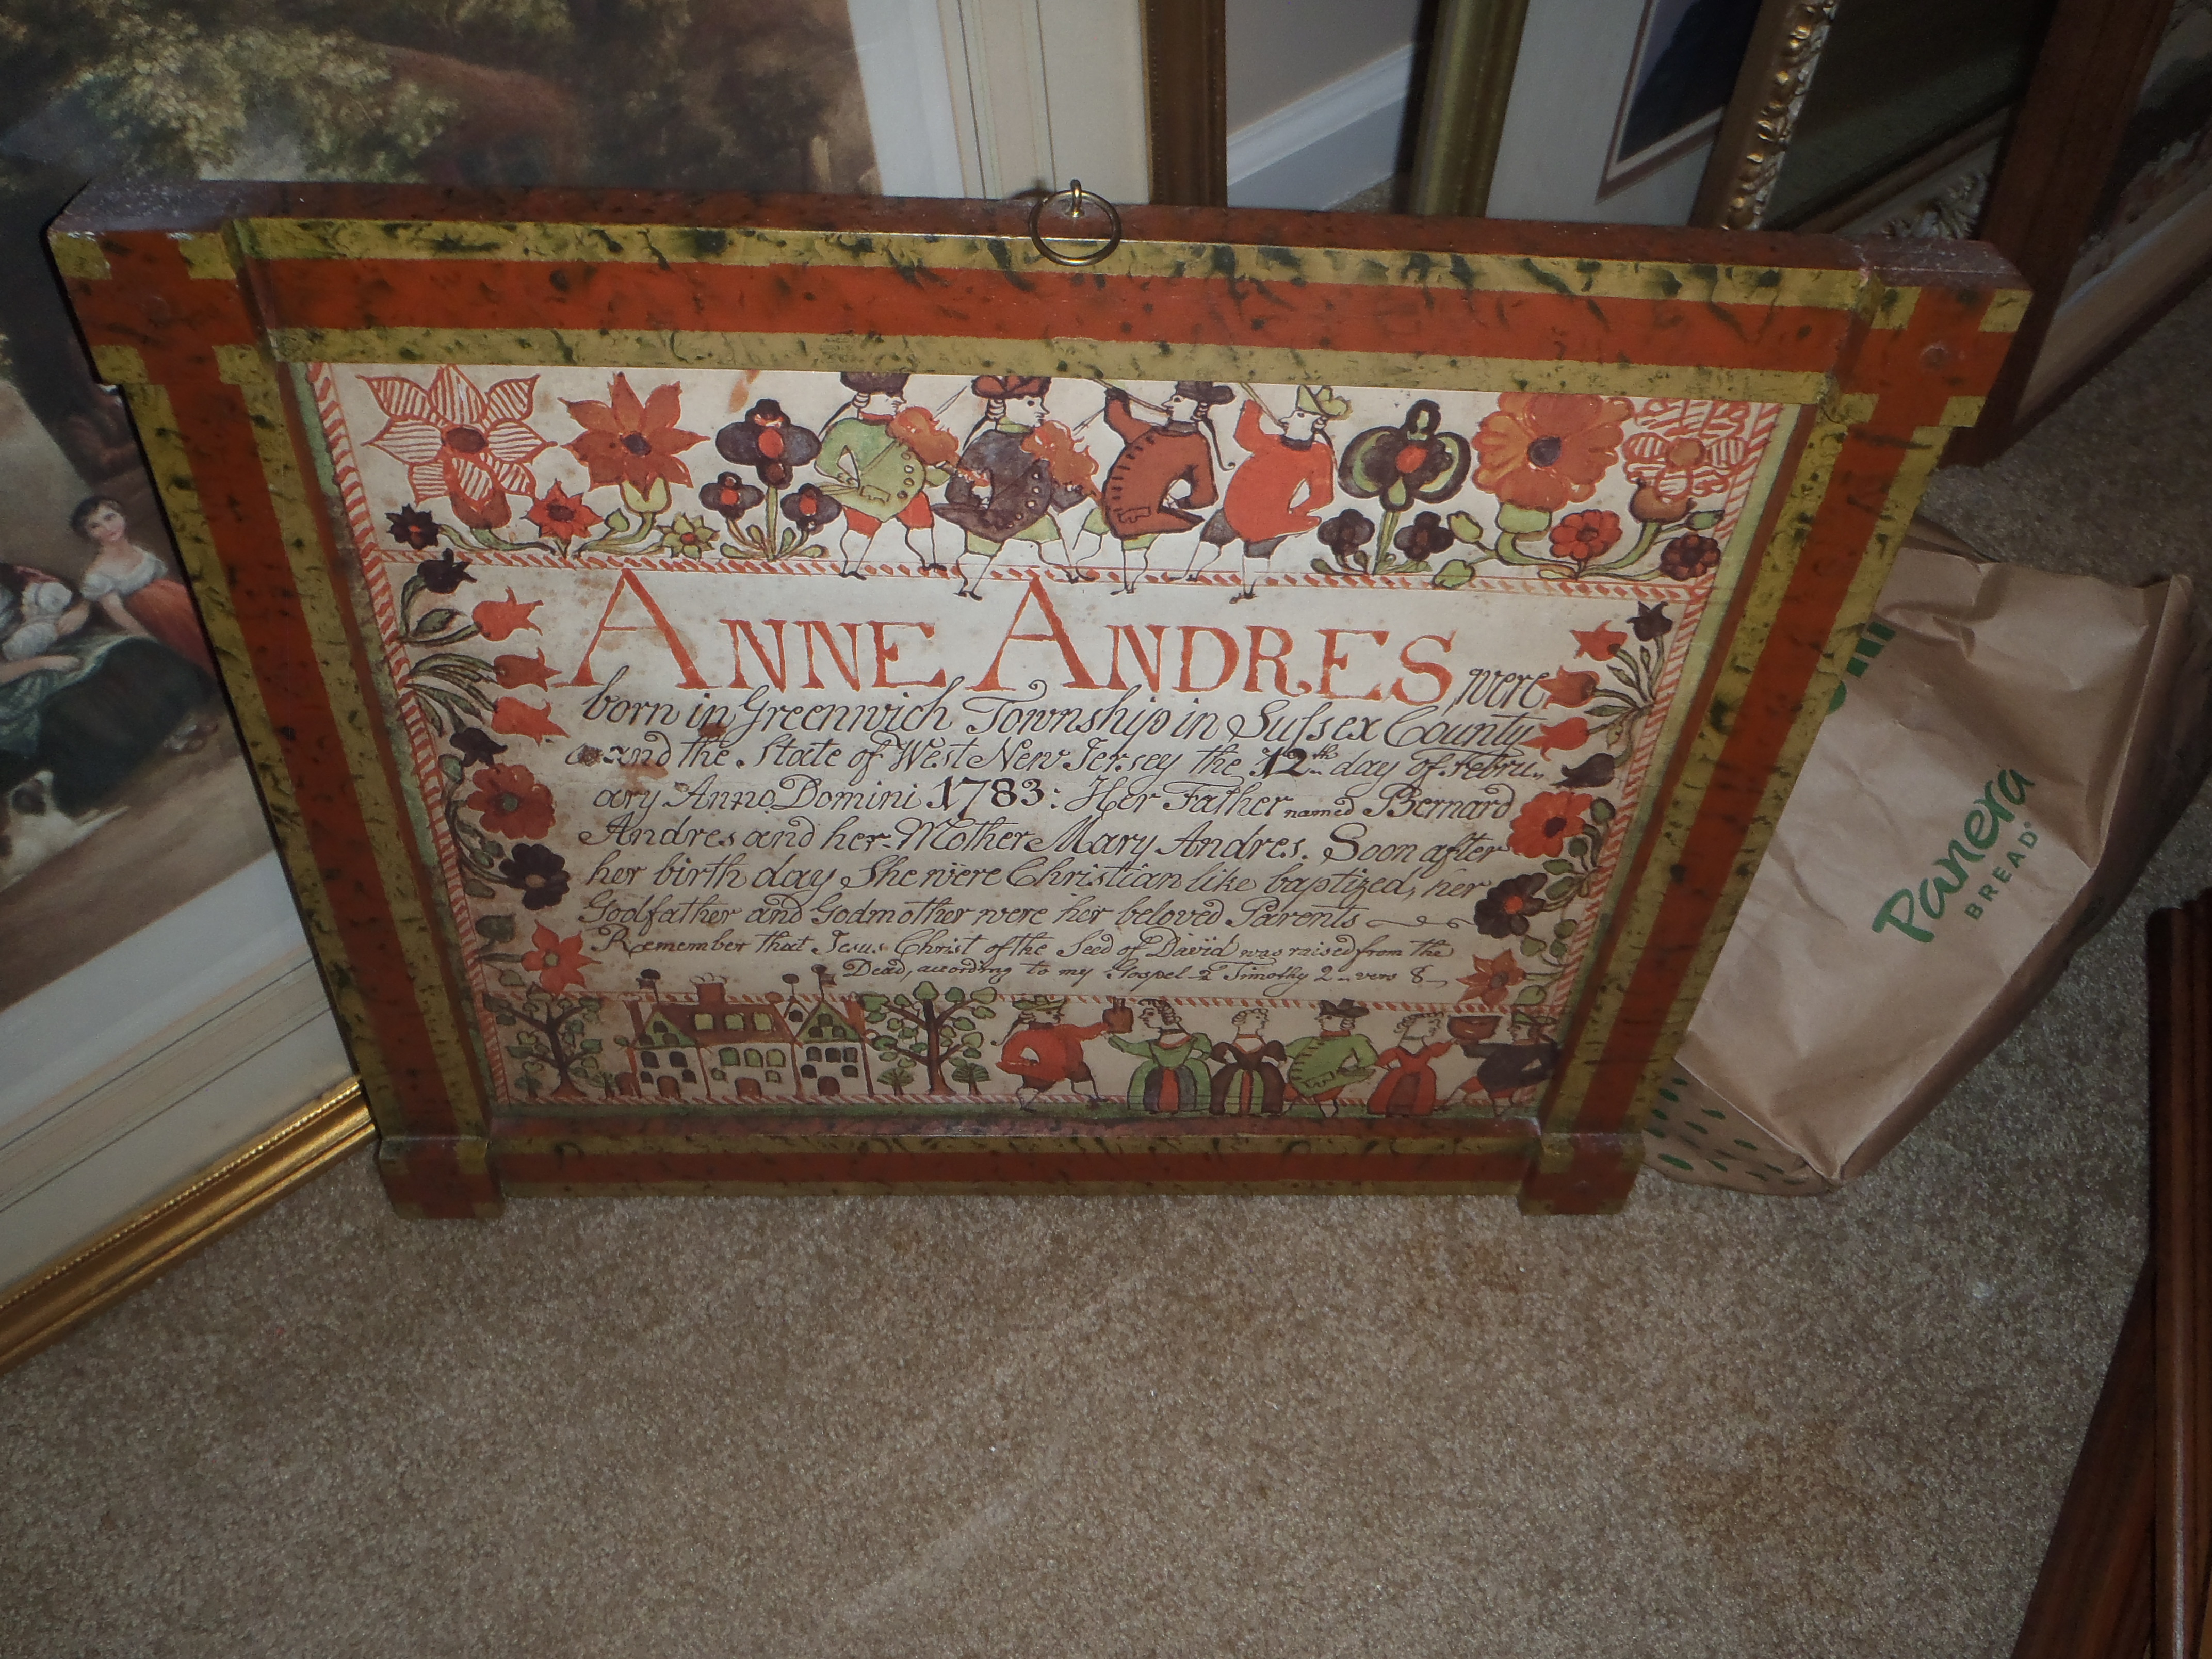 ANNE ANDRES were
born in Greenwich Township in Sussex County
and the State of West New Jersey the 12th day of Febru
ary Anno Domini 1783: Her Father named Bernard
Andres and her Mother Mary Andres. Soon after
her birth day She were Christian like baptized, her
Godfather and Godmother were her beloved Parents
Remember that Jesus Christ of the Seed of David was raised from the
Dead, according to my Gospel 2 Timothy 2 vers 8
Panera
BREAD®